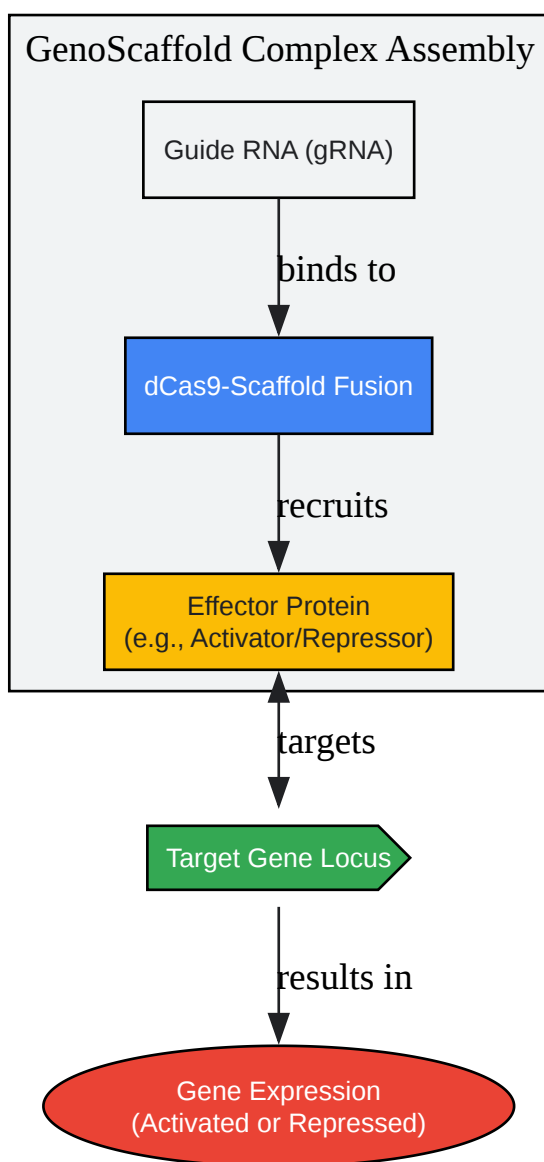 GenoScaffold Complex Assembly
Guide RNA (gRNA)
binds to
dCas9-Scaffold Fusion
recruits
Effector Protein
(e.g., Activator/Repressor)
targets
Target Gene Locus
results in
Gene Expression
(Activated or Repressed)